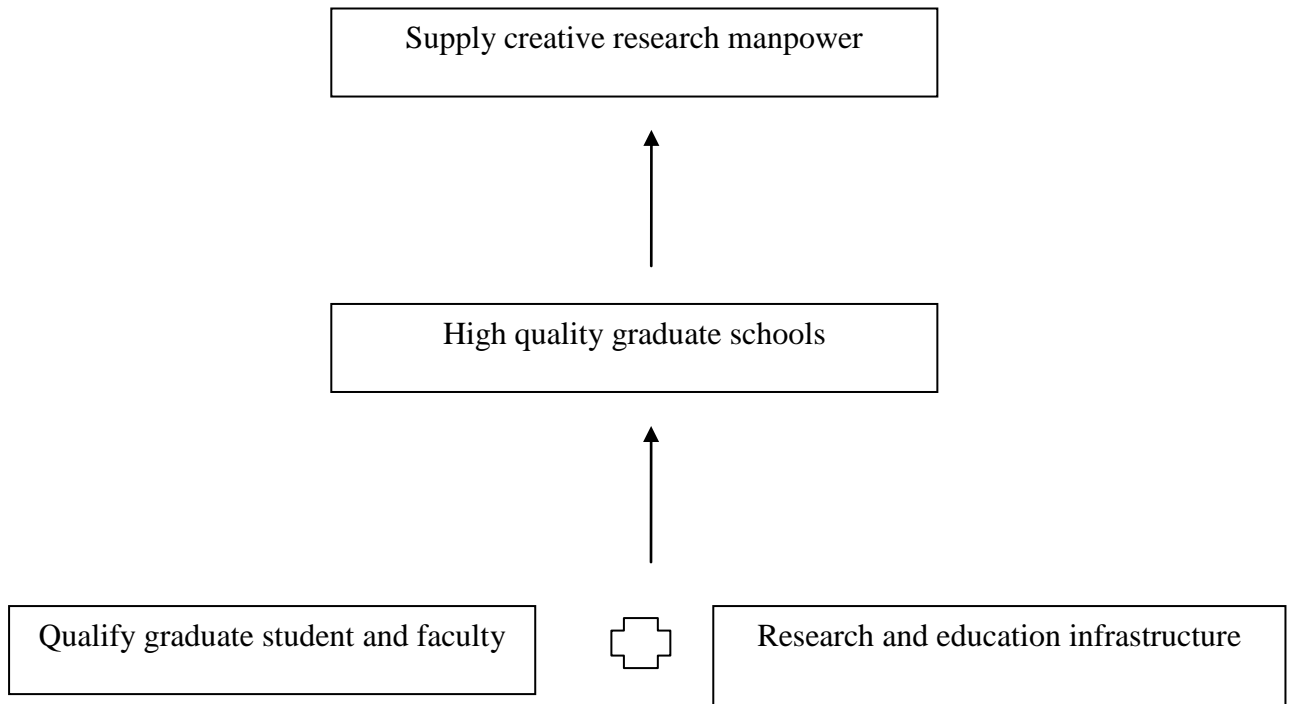 Supply creative research manpower
High quality graduate schools
Qualify graduate student and faculty
Research and education infrastructure